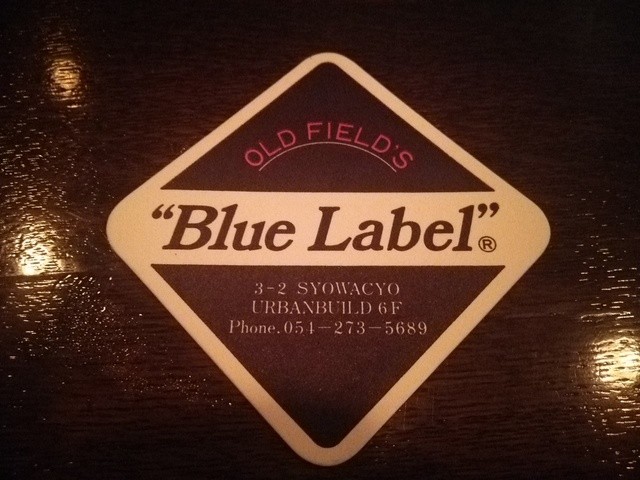 OLD FIELD'S
“Blue Label”®
3-2 SYOWACYO
URBANBUILD 6F
Phone.054-273-5689